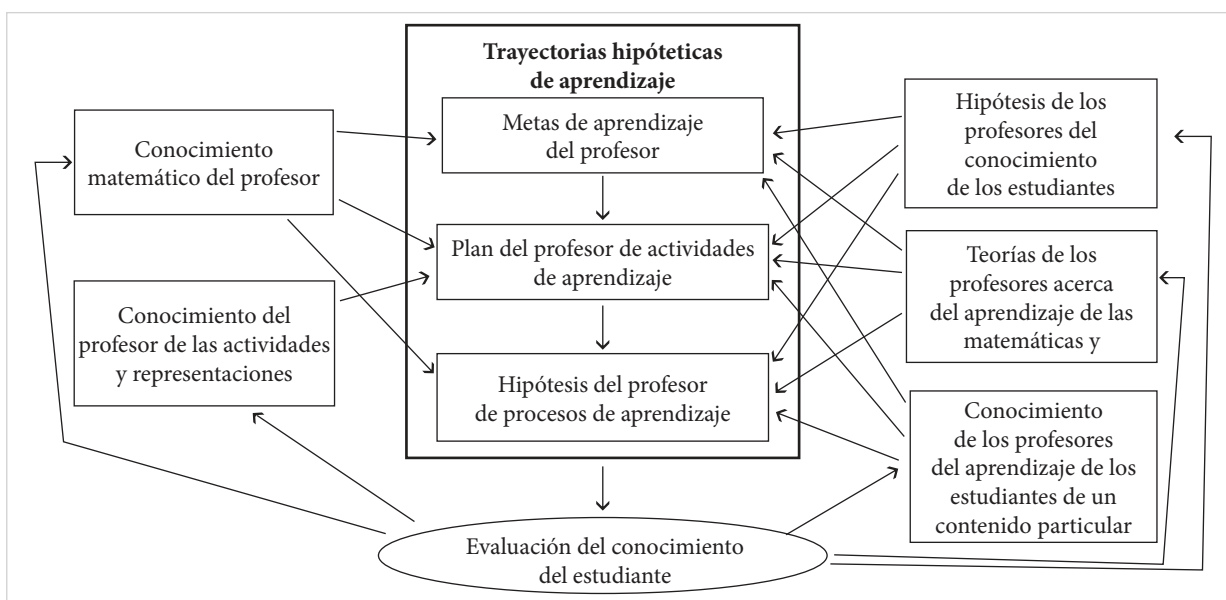 Trayectorias hipóteticas
de aprendizaje
Metas de aprendizaje
del profesor
Plan del profesor de actividades
de aprendizaje
Hipótesis del profesor
de procesos de aprendizaje
Conocimiento
matemático del profesor
Conocimiento del
profesor de las actividades
y representaciones
Hipótesis de los
profesores del
conocimiento
de los estudiantes
Teorías de los
profesores acerca
del aprendizaje de las
matemáticas y
Conocimiento
de los profesores
del aprendizaje de los
estudiantes de un
contenido particular
Evaluación del conocimiento
del estudiante